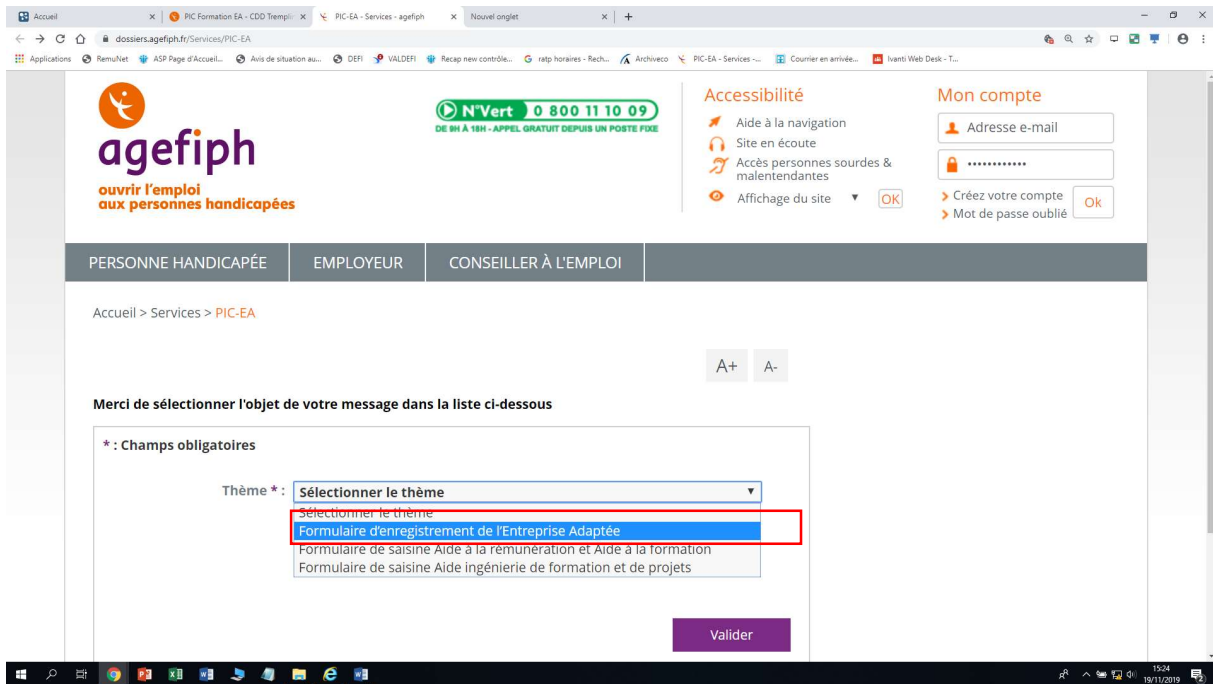 Accueil
PIC Formation EA - CDD Tremplin
PIC-EA - Services - agefiph
Nouvel onglet
dossiers.agefiph.fr/Services/PIC-EA
Applications RemuNet ASP Page d'Accueil... Avis de situation au... DEFI VALDEFI Recap new contrôle... ratp horaires - Rech... Archiveco PIC-EA - Services -... Courrier en arrivée... Ivanti Web Desk - T...
agefiph
ouvrir l'emploi
aux personnes handicapées
N°Vert 0 800 11 10 09
DE 9H À 18H - APPEL GRATUIT DEPUIS UN POSTE FIXE
Accessibilité
Aide à la navigation
Site en écoute
Accès personnes sourdes &
malentendantes
Affichage du site ▼ OK
Mon compte
Adresse e-mail
••••••••••••
Créez votre compte
Mot de passe oublié
Ok
PERSONNE HANDICAPÉE EMPLOYEUR CONSEILLER À L'EMPLOI
Accueil > Services > PIC-EA
A+ A-
Merci de sélectionner l'objet de votre message dans la liste ci-dessous
* : Champs obligatoires
Thème * : Sélectionner le thème ▼
Sélectionner le thème
Formulaire d'enregistrement de l'Entreprise Adaptée
Formulaire de saisine Aide à la rémunération et Aide à la formation
Formulaire de saisine Aide ingénierie de formation et de projets
Valider
15:24
19/11/2019